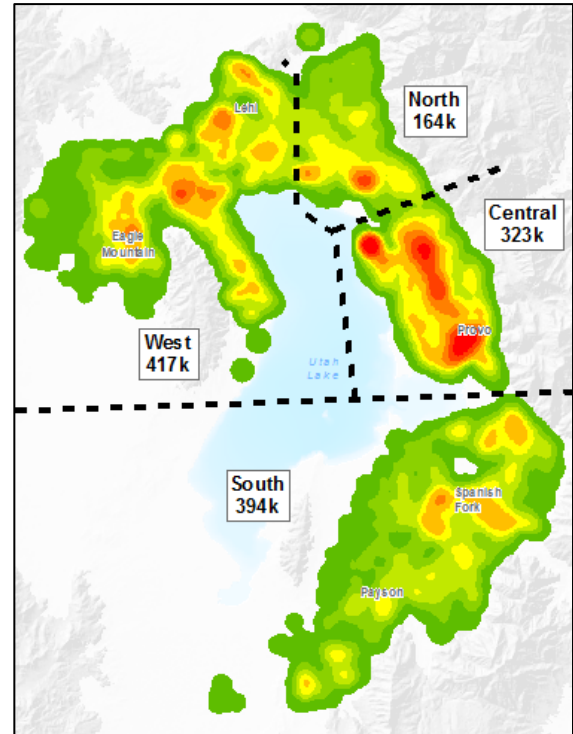 Lehi
North
164k
Central
323k
Eagle
Mountain
West
417k
Utah
Lake
Provo
South
394k
Spanish
Fork
Payson